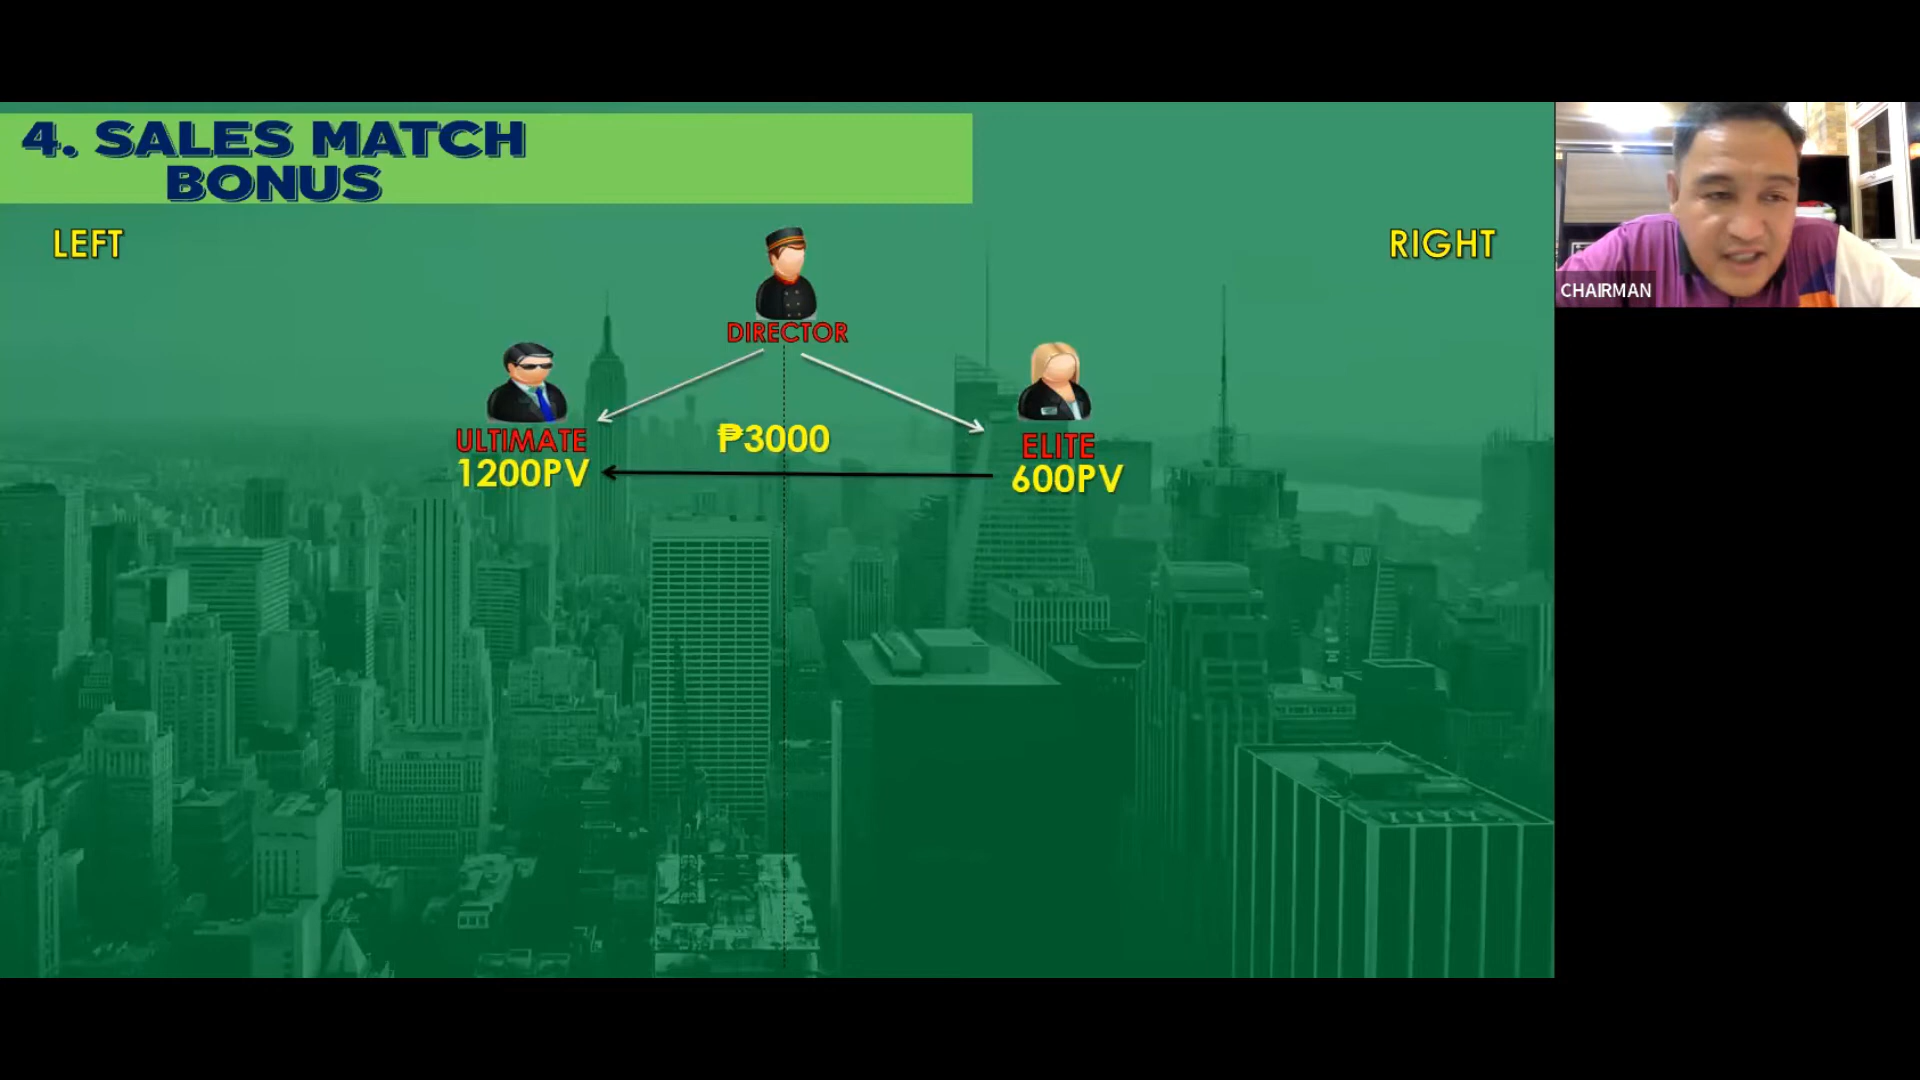 4. SALES MATCH
BONUS
LEFT
RIGHT
CHAIRMAN
DIRECTOR
ULTIMATE
₱3000
ELITE
1200PV
600PV